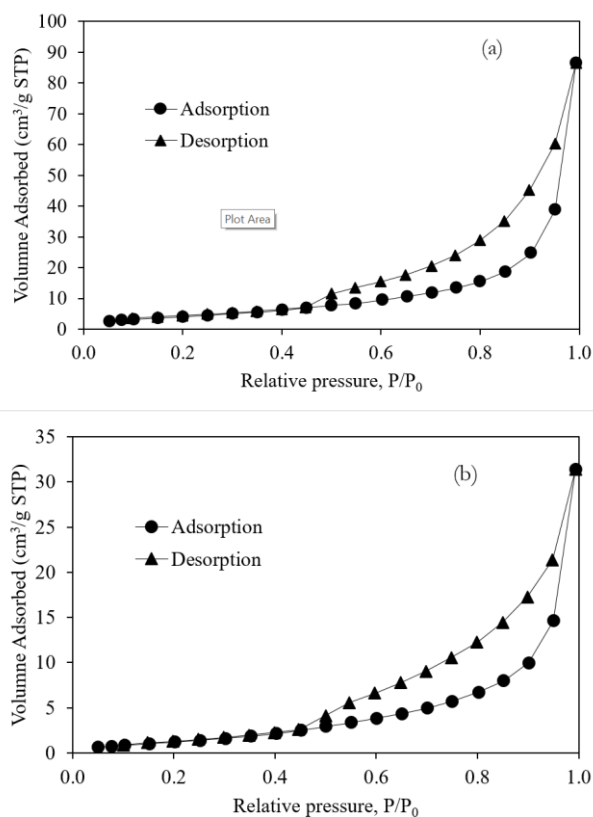 (a)
Volumne Adsorbed (cm³/g STP)
100
90
80
70
60
50
40
30
20
10
0
Adsorption
Desorption
Plot Area
0.0 0.2 0.4 0.6 0.8 1.0
Relative pressure, P/P₀
(b)
Volumne Adsorbed (cm³/g STP)
35
30
25
20
15
10
5
0
Adsorption
Desorption
0.0 0.2 0.4 0.6 0.8 1.0
Relative pressure, P/P₀